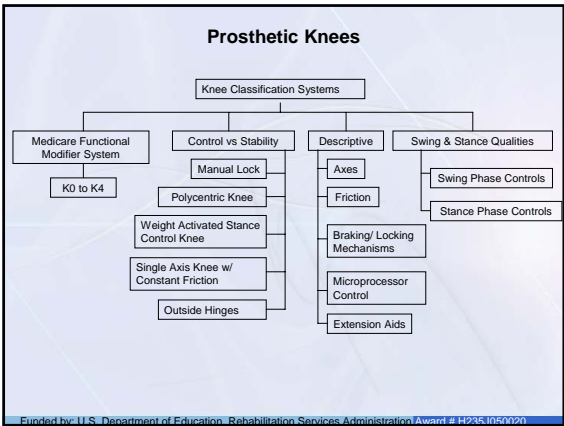 Prosthetic Knees
Knee Classification Systems
Medicare Functional
Modifier System
K0 to K4
Control vs Stability
Manual Lock
Polycentric Knee
Weight Activated Stance
Control Knee
Single Axis Knee w/
Constant Friction
Outside Hinges
Descriptive
Axes
Friction
Braking/ Locking
Mechanisms
Microprocessor
Control
Extension Aids
Swing & Stance Qualities
Swing Phase Controls
Stance Phase Controls
Funded by: U.S. Department of Education, Rehabilitation Services Administration Award # H235J050020